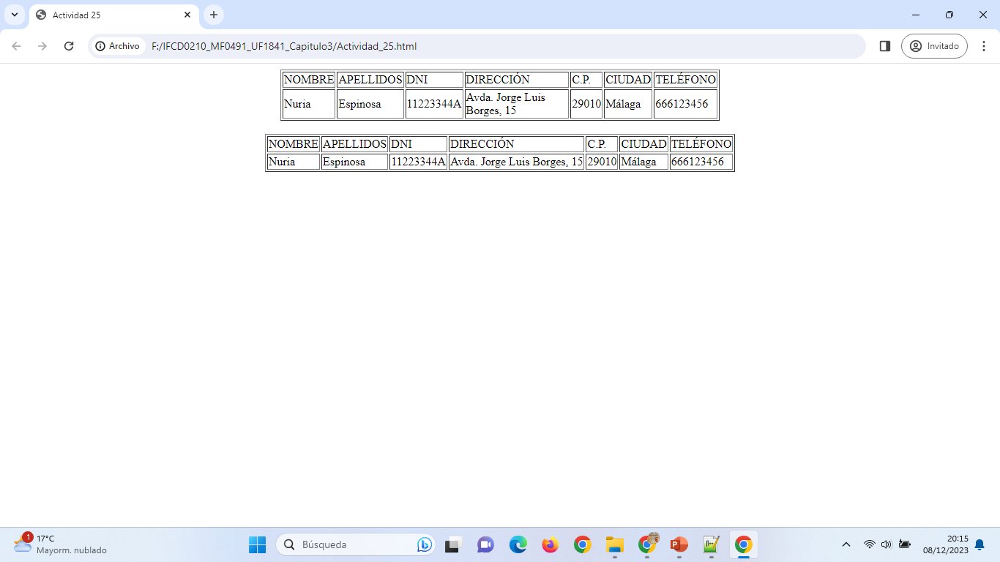 Actividad 25
Archivo F:/IFCD0210_MF0491_UF1841_Capitulo3/Actividad_25.html Invitado
NOMBRE APELLIDOS DNI DIRECCIÓN C.P. CIUDAD TELÉFONO
Nuria Espinosa 11223344A Avda. Jorge Luis Borges, 15 29010 Málaga 666123456
NOMBRE APELLIDOS DNI DIRECCIÓN C.P. CIUDAD TELÉFONO
Nuria Espinosa 11223344A Avda. Jorge Luis Borges, 15 29010 Málaga 666123456
1 17°C
Mayorm. nublado
Búsqueda
20:15
08/12/2023